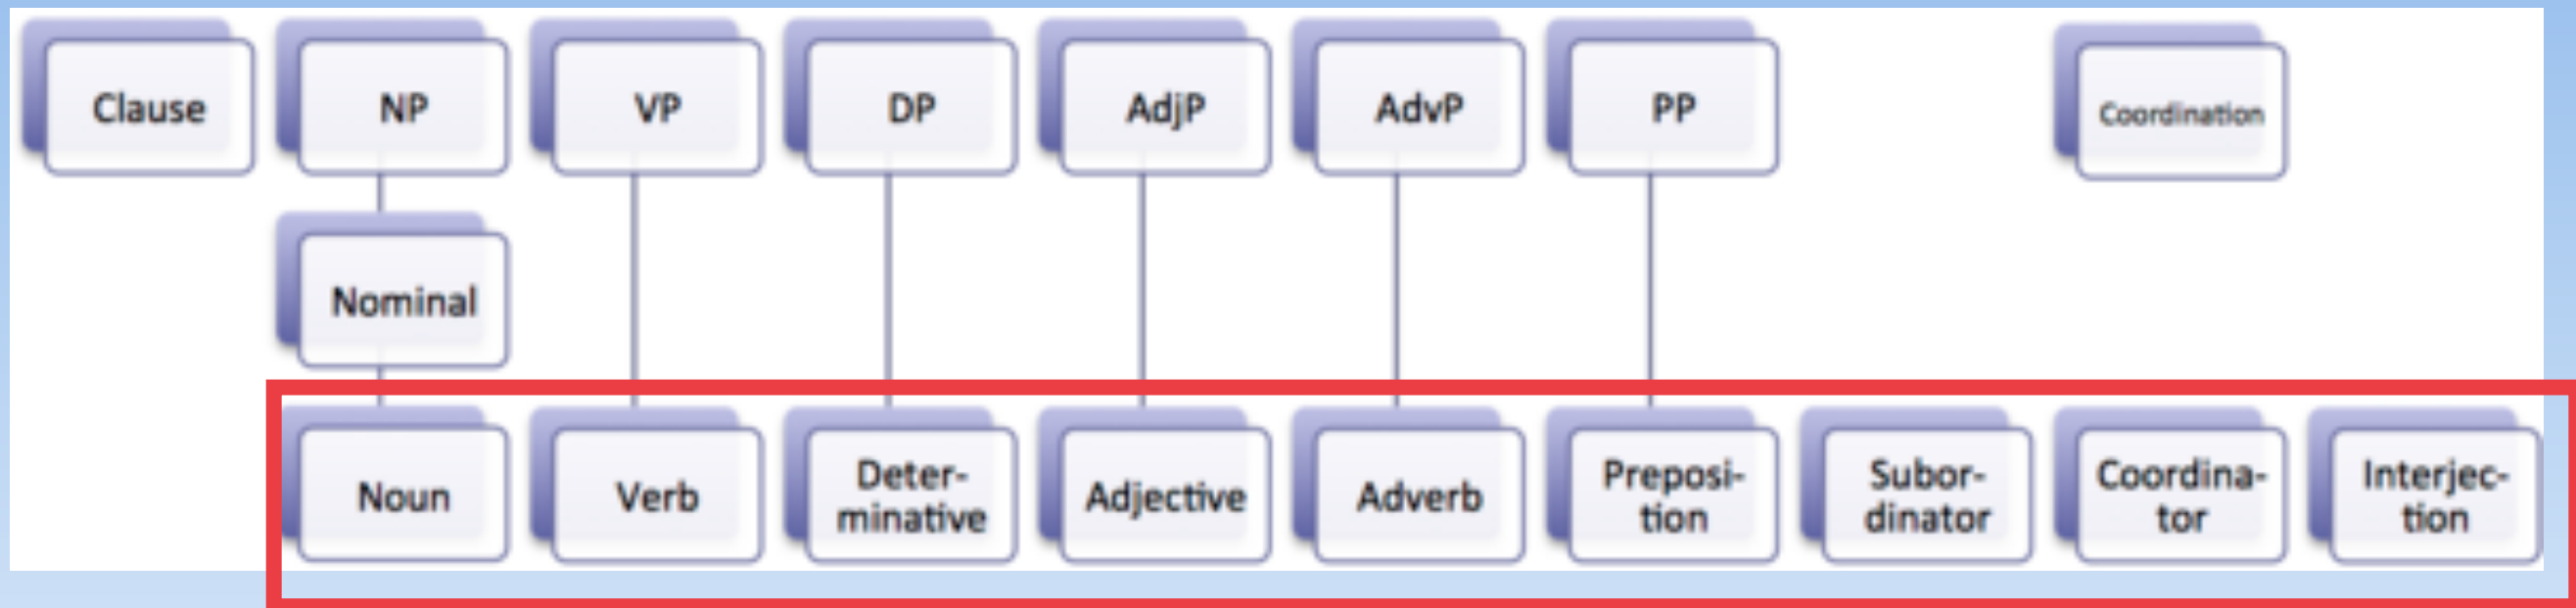 Clause
NP
VP
DP
AdjP
AdvP
PP
Coordination
Nominal
Noun
Verb
Deter-
minative
Adjective
Adverb
Preposi-
tion
Subor-
dinator
Coordina-
tor
Interjec-
tion